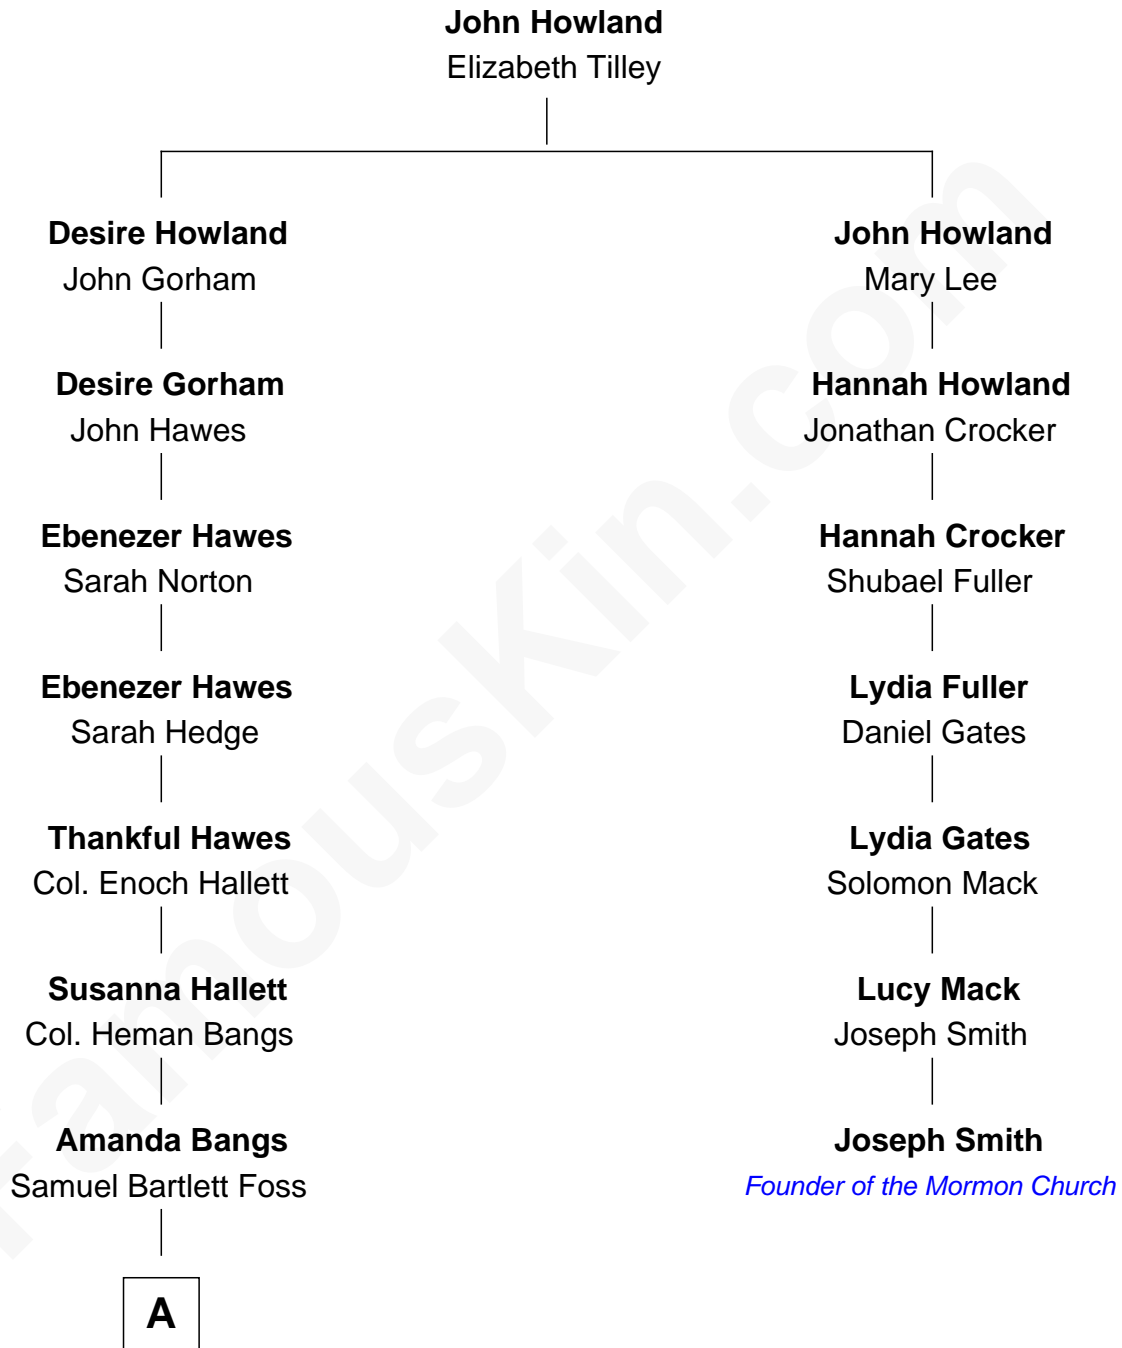 John Howland
Elizabeth Tilley
Desire Howland
John Gorham
Desire Gorham
John Hawes
Ebenezer Hawes
Sarah Norton
Ebenezer Hawes
Sarah Hedge
Thankful Hawes
Col. Enoch Hallett
Susanna Hallett
Col. Heman Bangs
Amanda Bangs
Samuel Bartlett Foss
A
John Howland
Mary Lee
Hannah Howland
Jonathan Crocker
Hannah Crocker
Shubael Fuller
Lydia Fuller
Daniel Gates
Lydia Gates
Solomon Mack
Lucy Mack
Joseph Smith
Joseph Smith
Founder of the Mormon Church
FamousKin.com